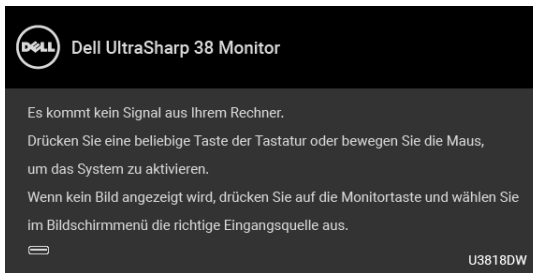 DELL
Dell UltraSharp 38 Monitor
Es kommt kein Signal aus Ihrem Rechner.
Drücken Sie eine beliebige Taste der Tastatur oder bewegen Sie die Maus,
um das System zu aktivieren.
Wenn kein Bild angezeigt wird, drücken Sie auf die Monitortaste und wählen Sie
im Bildschirmmenü die richtige Eingangsquelle aus.
U3818DW